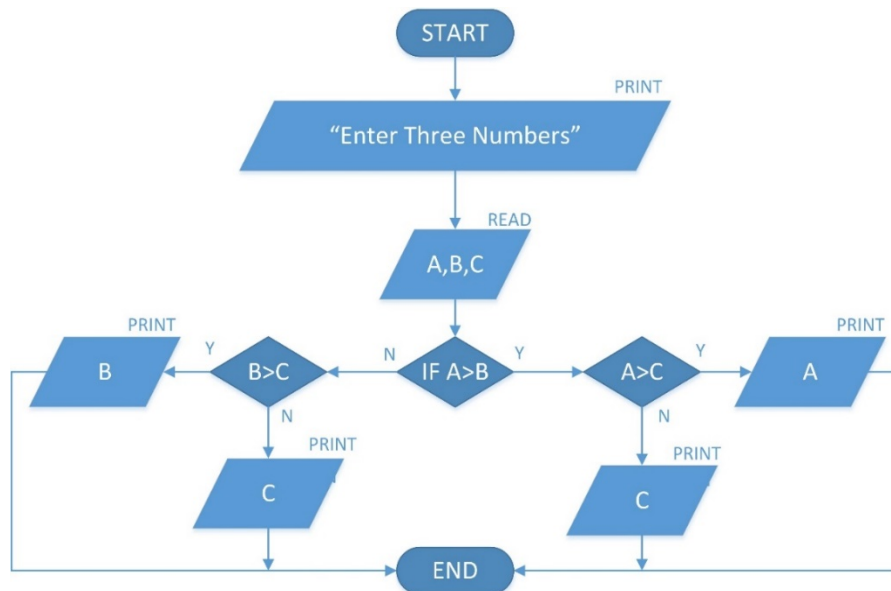 START
PRINT
“Enter Three Numbers”
READ
A,B,C
PRINT
B
Y
B>C
N
IF A>B
Y
A>C
Y
PRINT
A
N
PRINT
C
N
PRINT
C
END